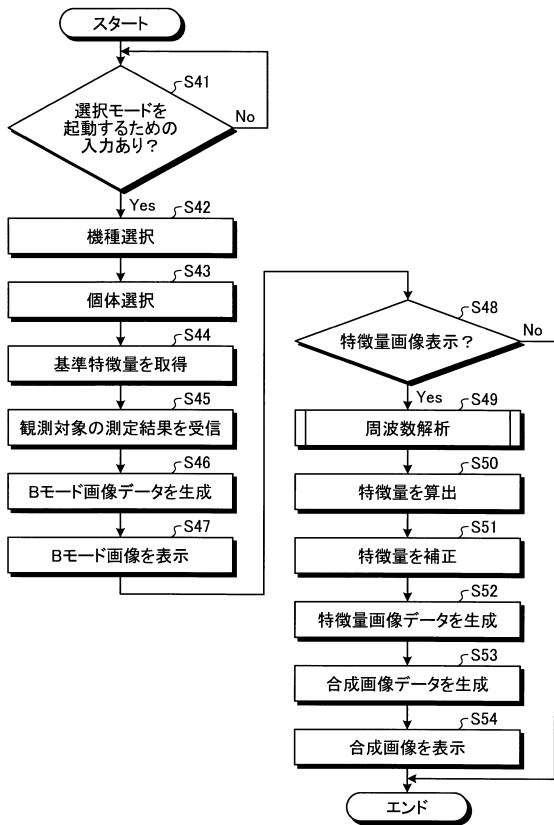 スタート
S41
選択モードを
起動するための
入力あり？
No
Yes
S42
機種選択
S43
個体選択
S44
基準特徴量を取得
S45
観測対象の測定結果を受信
S46
Bモード画像データを生成
S47
Bモード画像を表示
S48
特徴量画像表示？
No
Yes
S49
周波数解析
S50
特徴量を算出
S51
特徴量を補正
S52
特徴量画像データを生成
S53
合成画像データを生成
S54
合成画像を表示
エンド